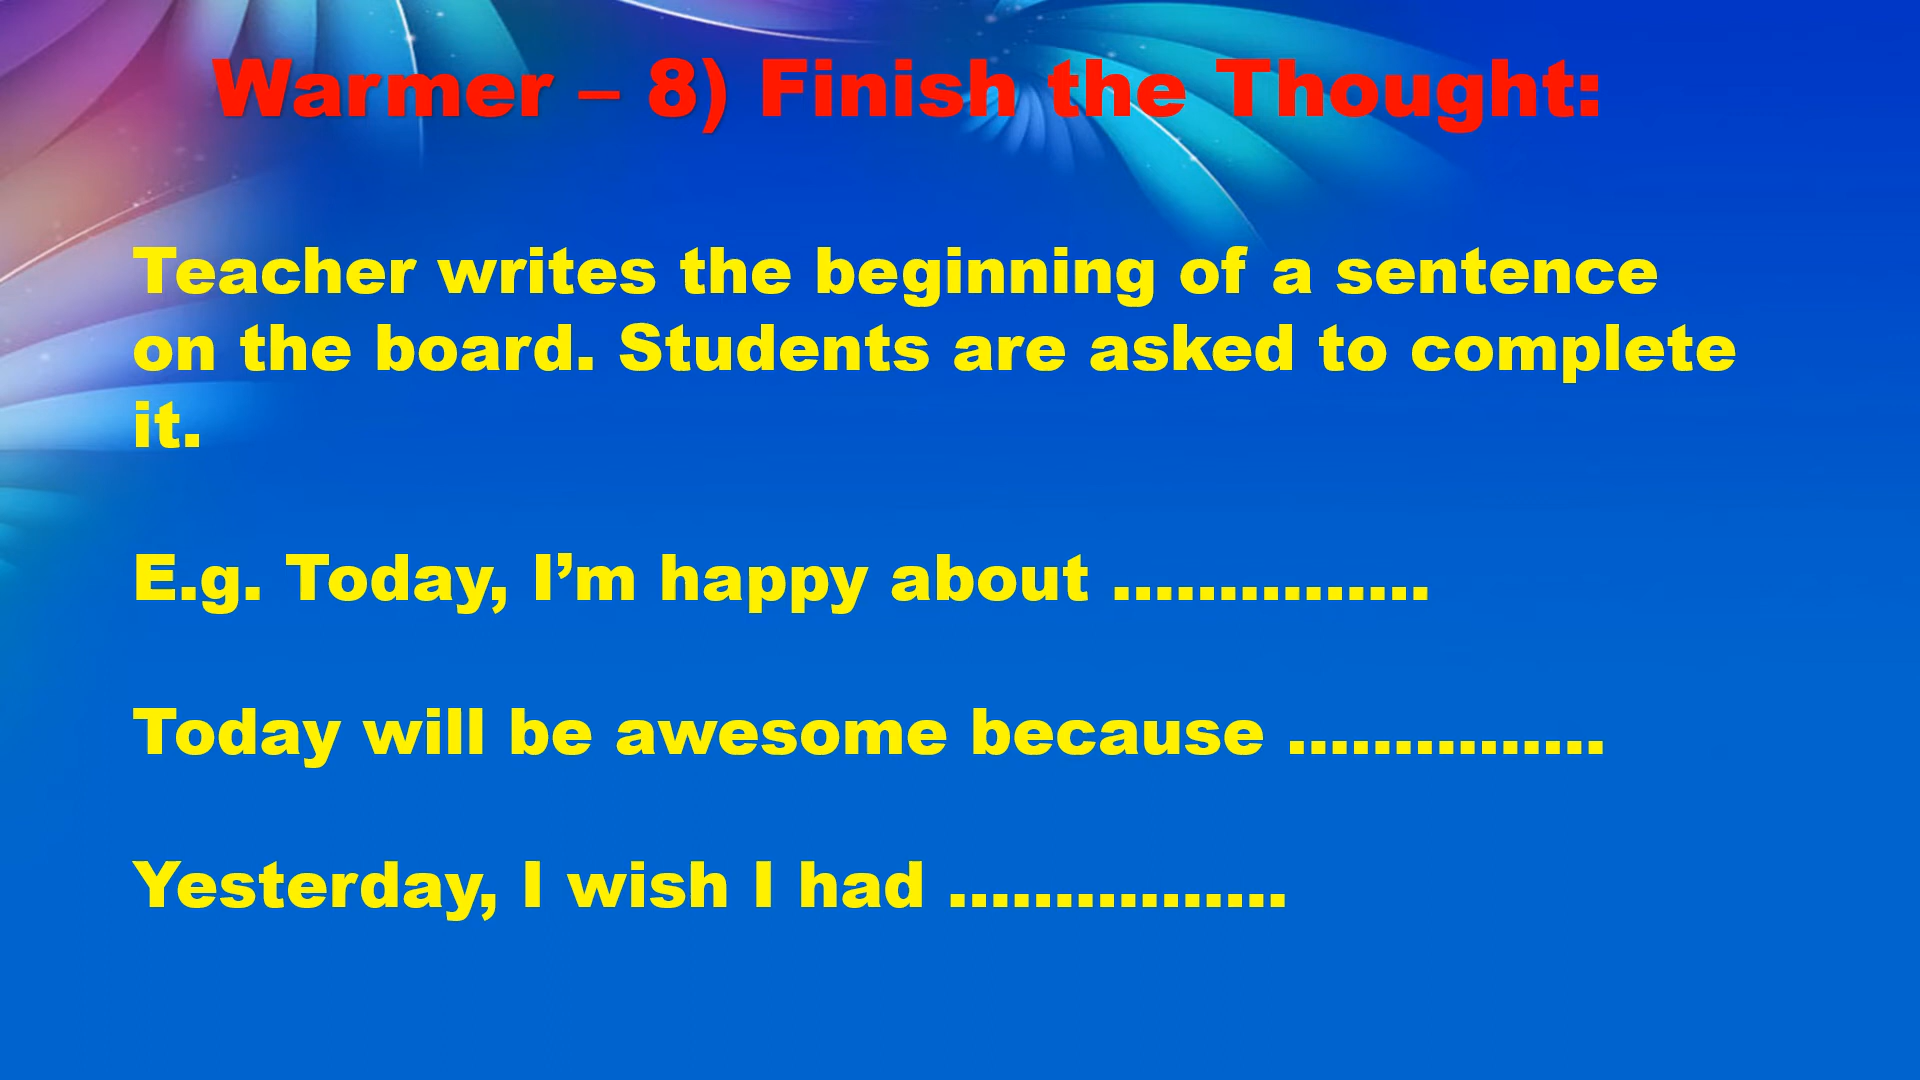 Warmer – 8) Finish the Thought:
Teacher writes the beginning of a sentence
on the board. Students are asked to complete
it.
E.g. Today, I’m happy about ……………
Today will be awesome because ……………
Yesterday, I wish I had …………….